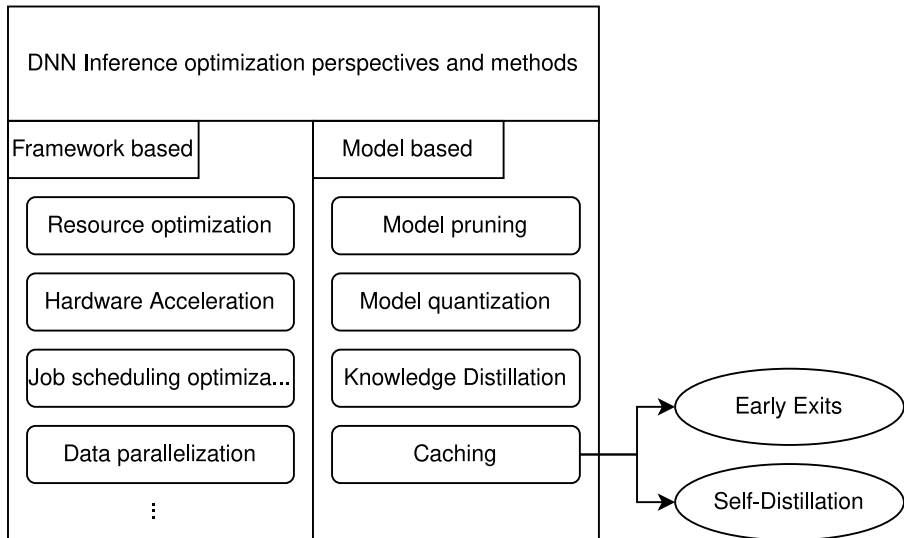 DNN Inference optimization perspectives and methods
Framework based
Model based
Resource optimization
Hardware Acceleration
Job scheduling optimiza...
Data parallelization
Model pruning
Model quantization
Knowledge Distillation
Caching
Early Exits
Self-Distillation